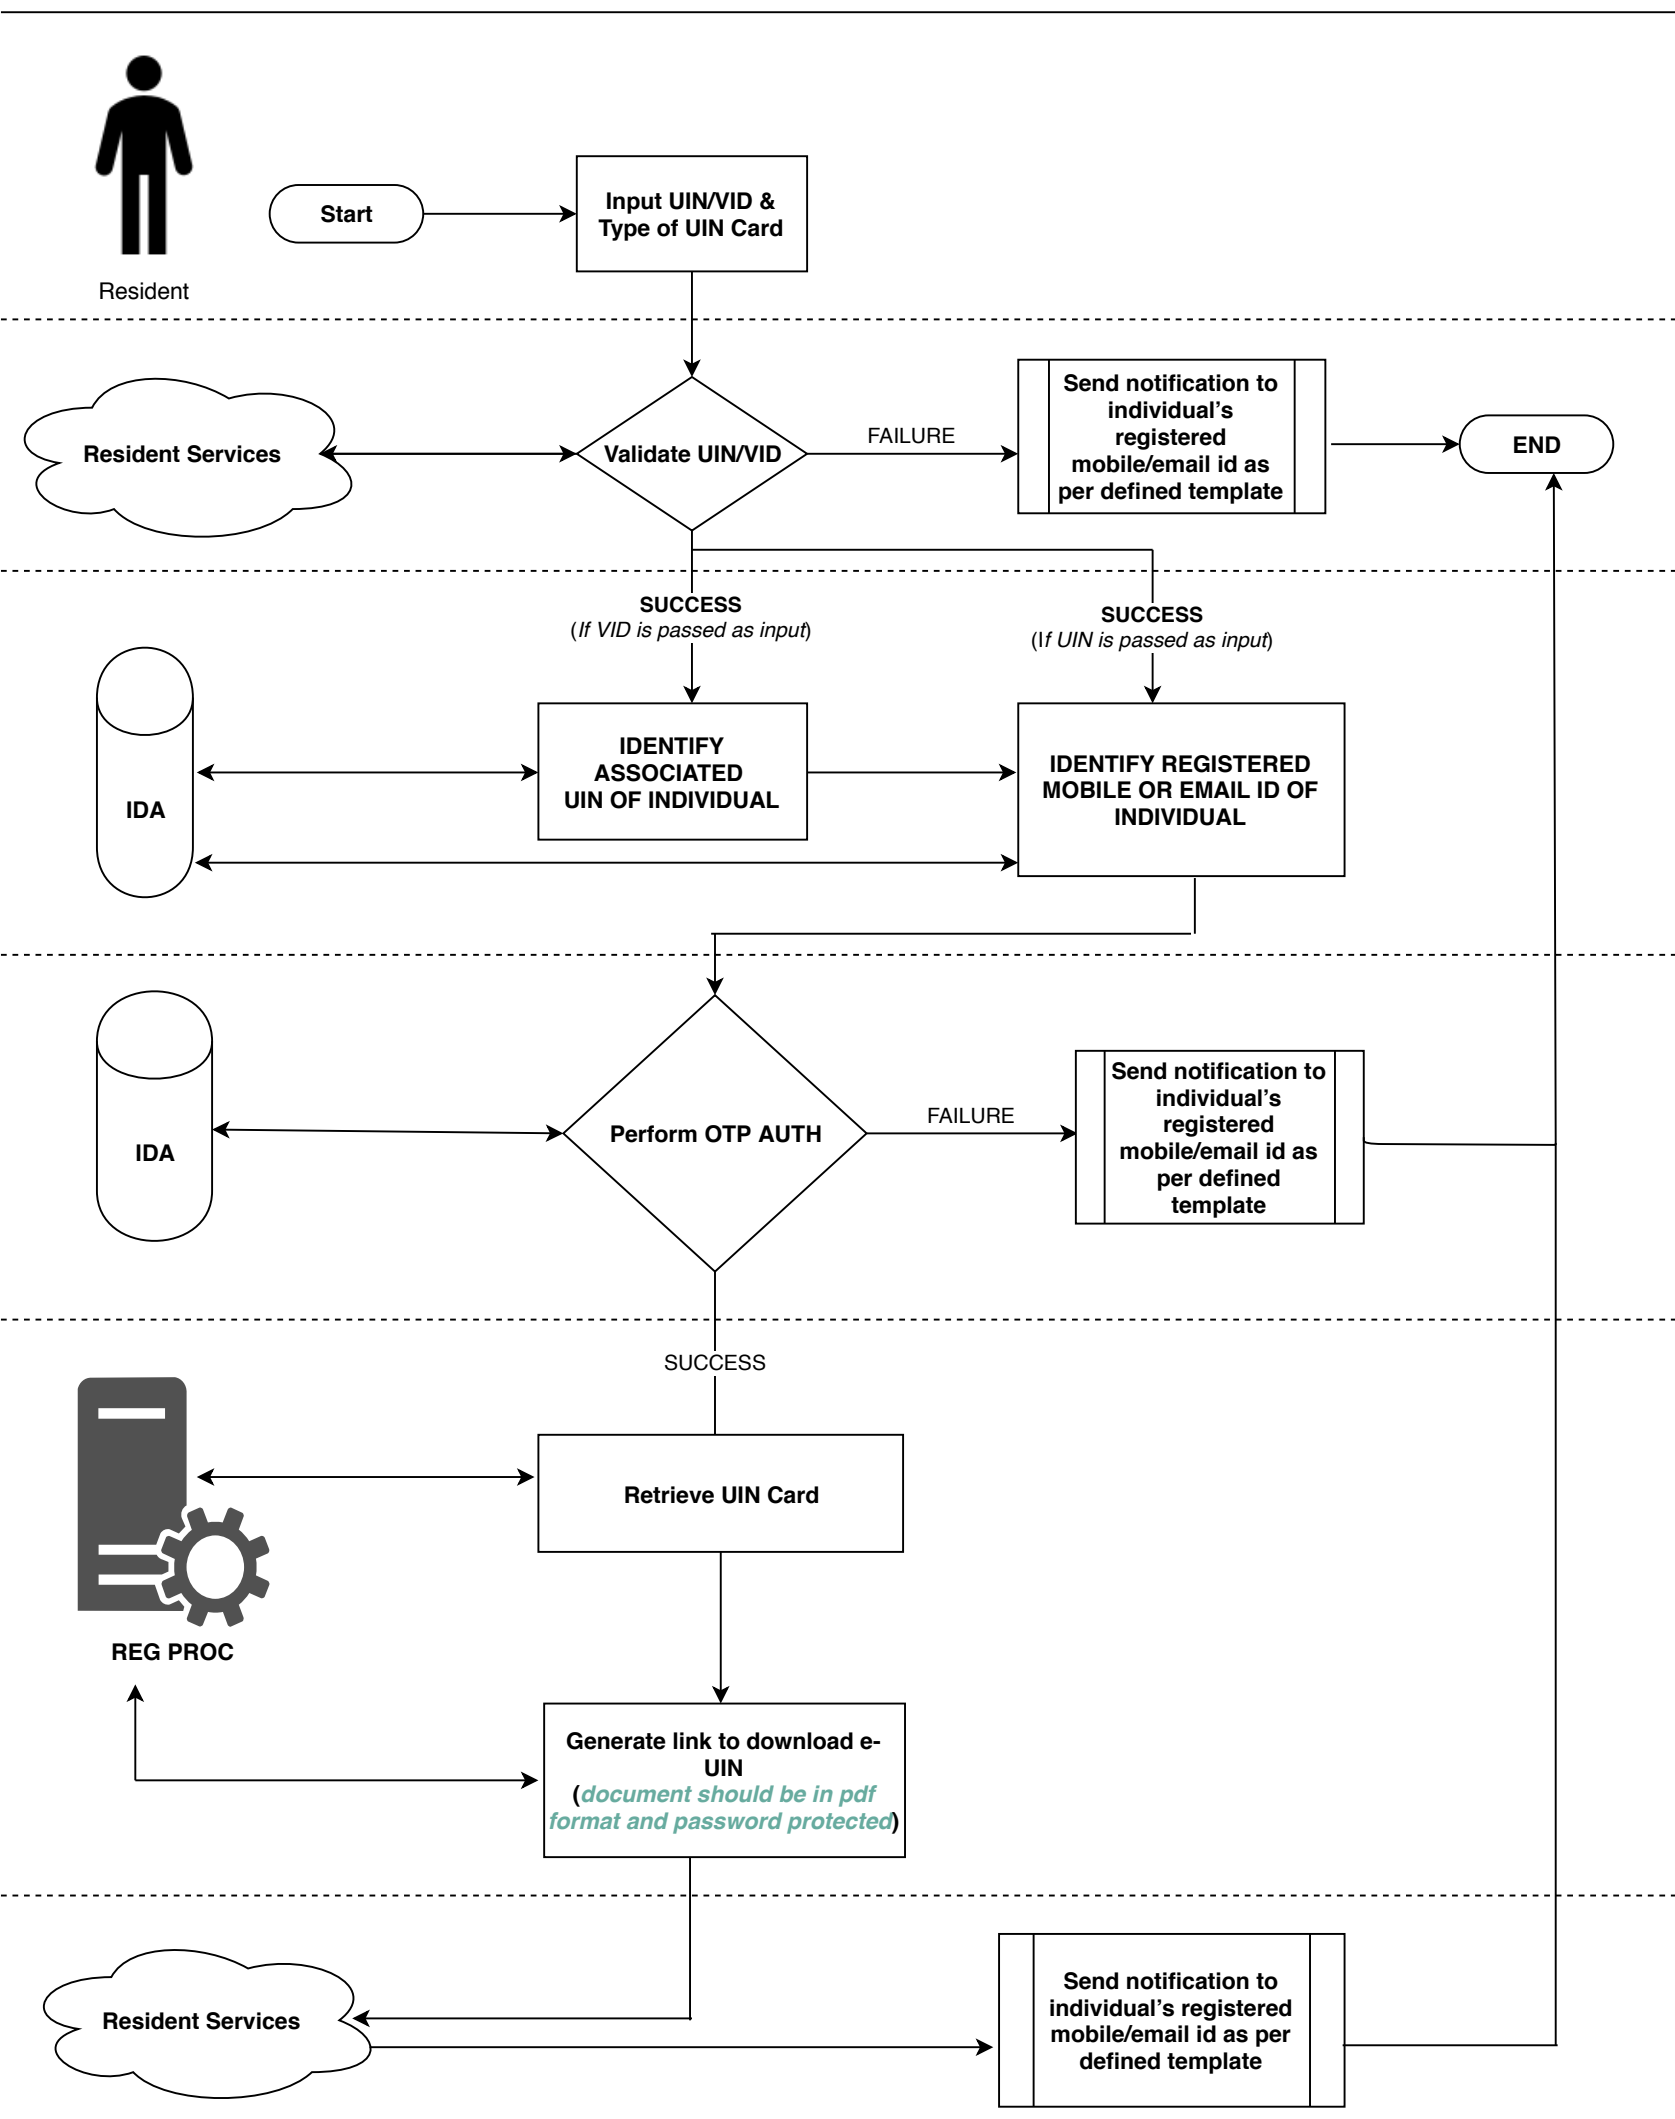 Start
Input UIN/VID &
Type of UIN Card
Resident
Resident Services
Validate UIN/VID
FAILURE
Send notification to
individual’s
registered
mobile/email id as
per defined template
END
SUCCESS
(If VID is passed as input)
SUCCESS
(If UIN is passed as input)
IDA
IDENTIFY
ASSOCIATED
UIN OF INDIVIDUAL
IDENTIFY REGISTERED
MOBILE OR EMAIL ID OF
INDIVIDUAL
IDA
Perform OTP AUTH
FAILURE
Send notification to
individual’s
registered
mobile/email id as
per defined
template
SUCCESS
Retrieve UIN Card
REG PROC
Generate link to download e-
UIN
(document should be in pdf
format and password protected)
Resident Services
Send notification to
individual’s registered
mobile/email id as per
defined template